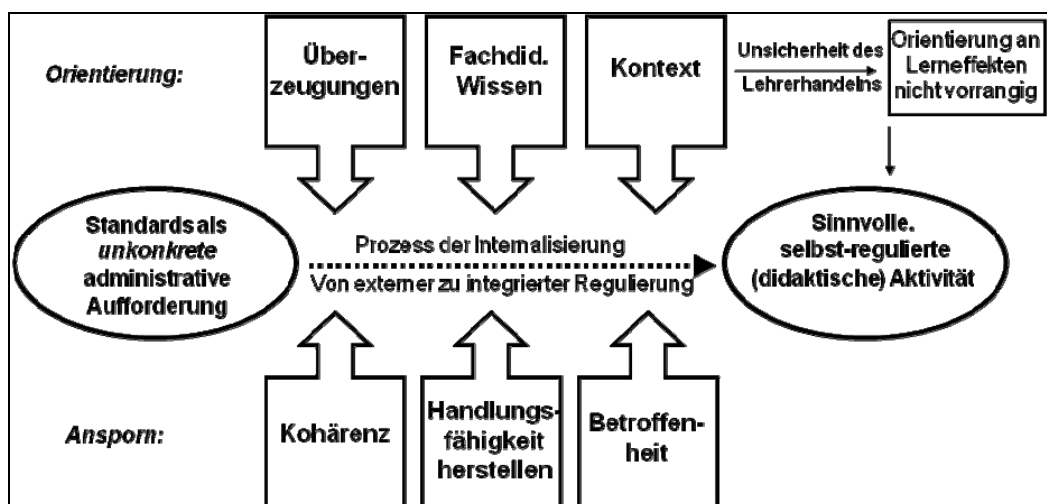 Orientierung:
Über-
zeugungen
Fachdid.
Wissen
Kontext
Unsicherheit des
Lehrerhandelns
Orientierung an
Lerneffekten
nicht vorrangig
Standards als
unkonkrete
administrative
Aufforderung
Prozess der Internalisierung
Von externer zu integrierter Regulierung
Sinnvolle.
selbst-regulierte
(didaktische) Aktivität
Ansporn:
Kohärenz
Handlungs-
fähigkeit
herstellen
Betroffen-
heit